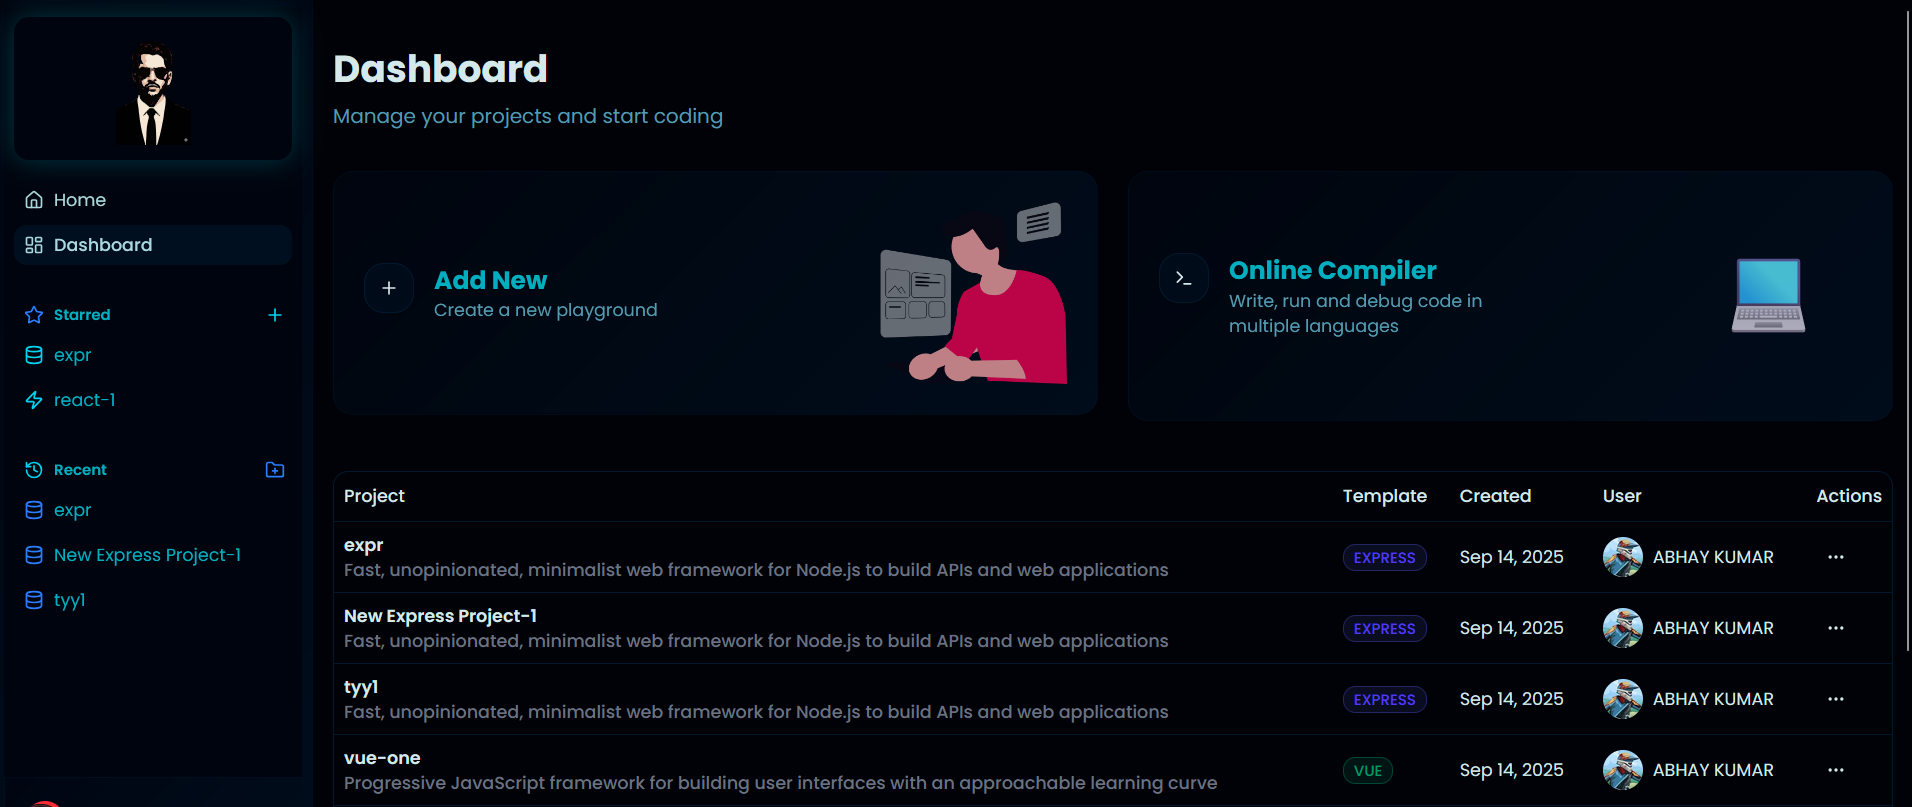 Home
Dashboard
Starred
expr
react-1
Recent
expr
New Express Project-1
tyy1
Dashboard
Manage your projects and start coding
Add New
Create a new playground
Online Compiler
Write, run and debug code in
multiple languages
Project Template Created User Actions
expr
Fast, unopinionated, minimalist web framework for Node.js to build APIs and web applications
EXPRESS Sep 14, 2025 ABHAY KUMAR
New Express Project-1
Fast, unopinionated, minimalist web framework for Node.js to build APIs and web applications
EXPRESS Sep 14, 2025 ABHAY KUMAR
tyy1
Fast, unopinionated, minimalist web framework for Node.js to build APIs and web applications
EXPRESS Sep 14, 2025 ABHAY KUMAR
vue-one
Progressive JavaScript framework for building user interfaces with an approachable learning curve
VUE Sep 14, 2025 ABHAY KUMAR